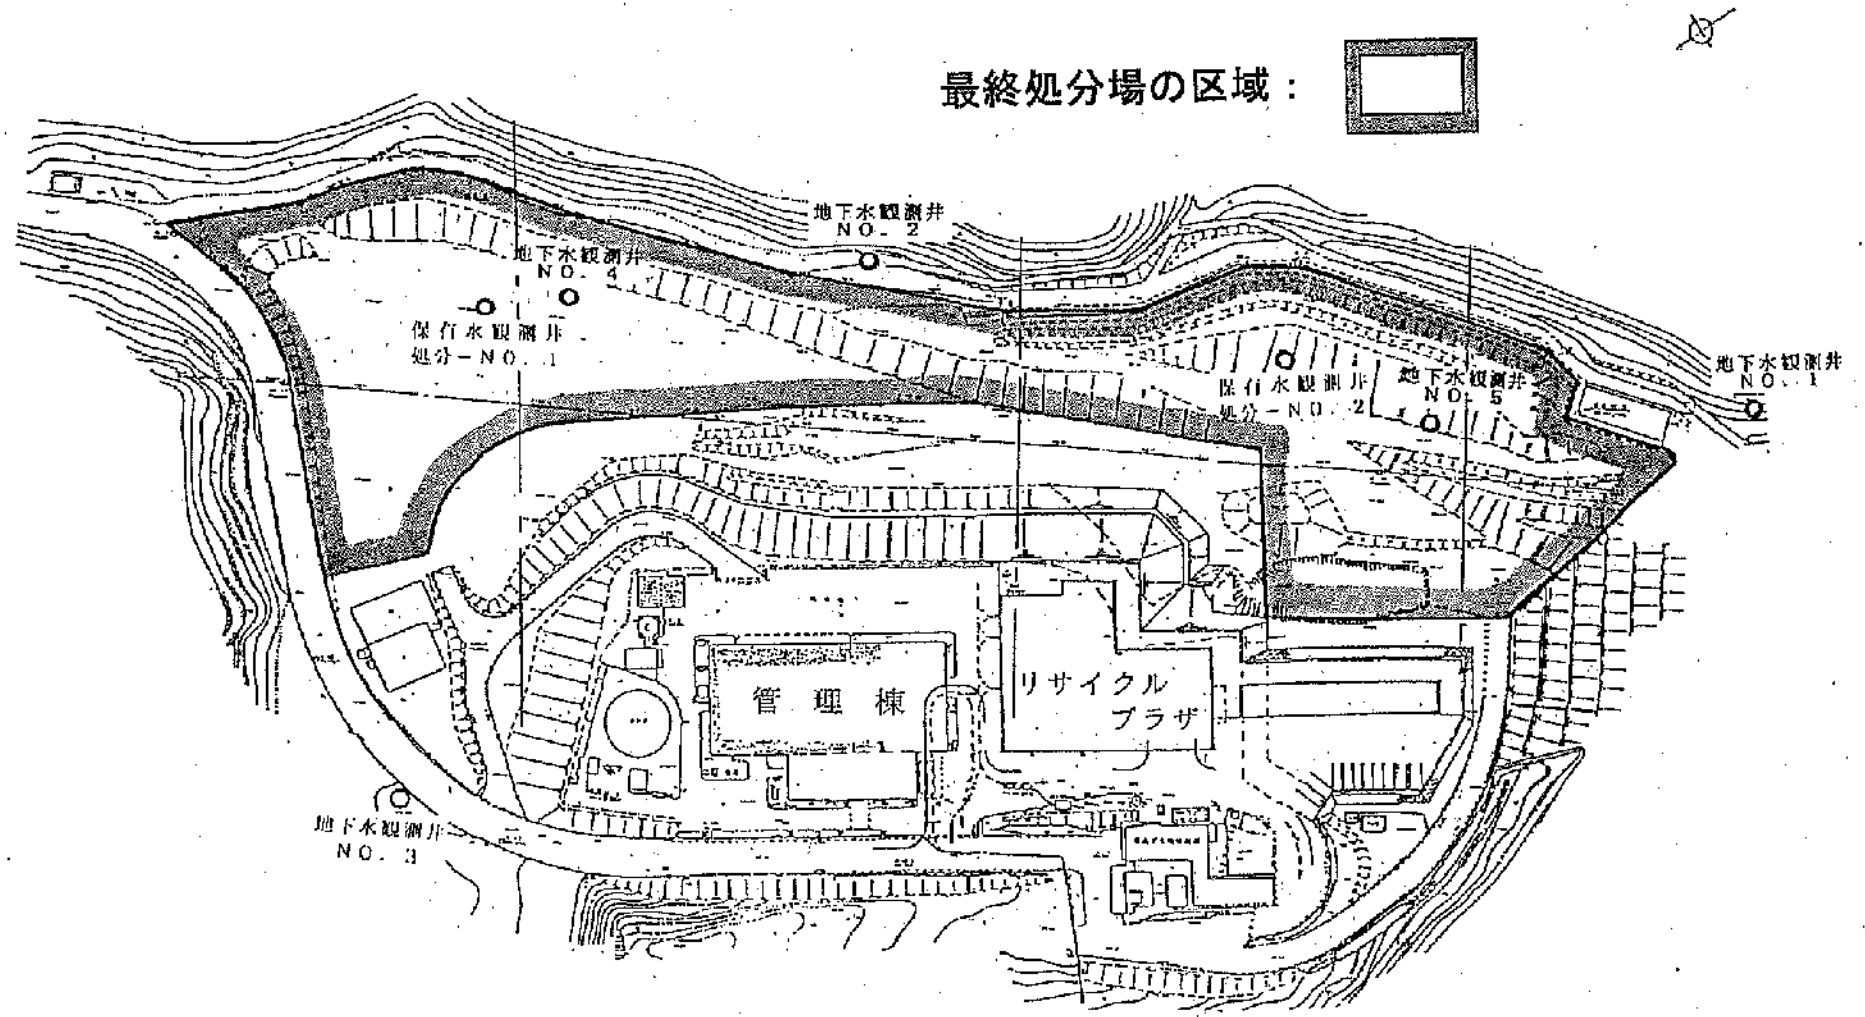 最終処分場の区域：
地下水観測井
NO. 2
地下水観測井
NO. 4
保有水観測井
処分-NO. 1
地下水観測井
NO. 1
保有水観測井
処分-NO. 2
地下水観測井
NO. 5
管理棟
リサイクル
プラザ
地下水観測井
NO. 3